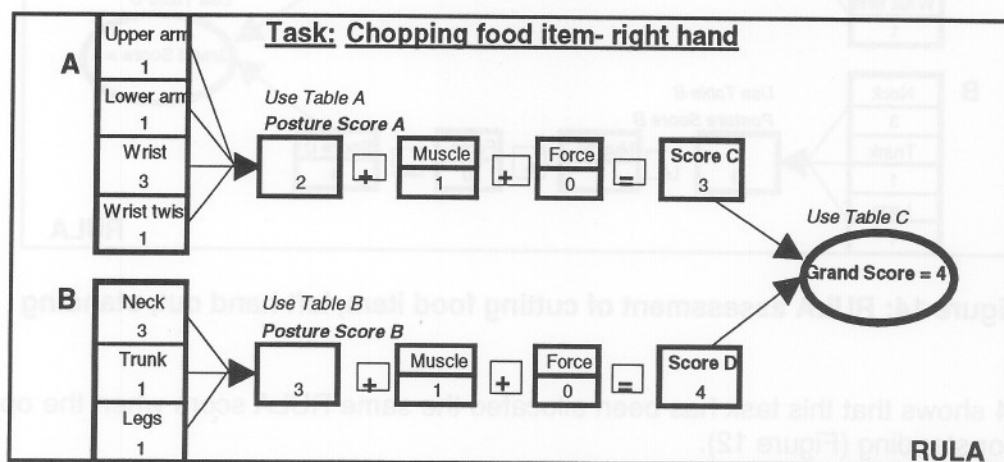 Task: Chopping food item- right hand
A
Upper arm
1
Lower arm
1
Wrist
3
Wrist twis
1
Use Table A
Posture Score A
2
+
Muscle
1
+
Force
0
=
Score C
3
Use Table C
Grand Score = 4
B
Neck
3
Trunk
1
Legs
1
Use Table B
Posture Score B
3
+
Muscle
1
+
Force
0
=
Score D
4
RULA